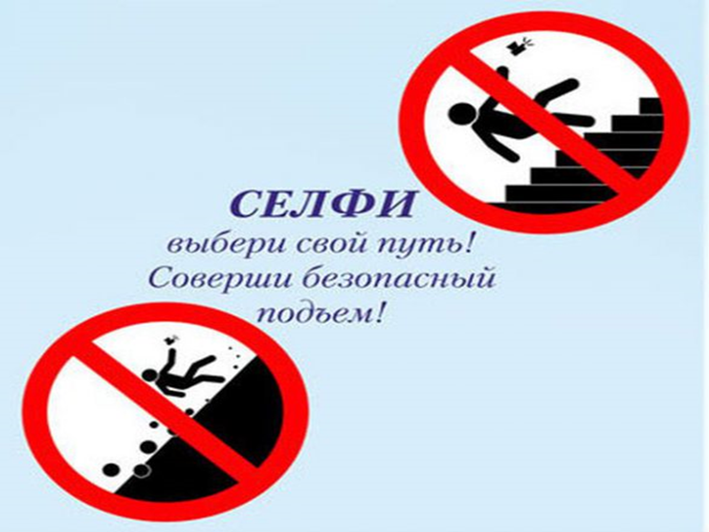 СЕЛФИ
выбери свой путь!
Соверши безопасный
подъем!